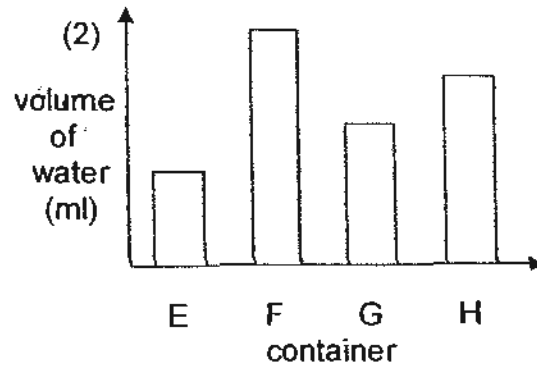 (2)
volume
of
water
(ml)
E F G H
container